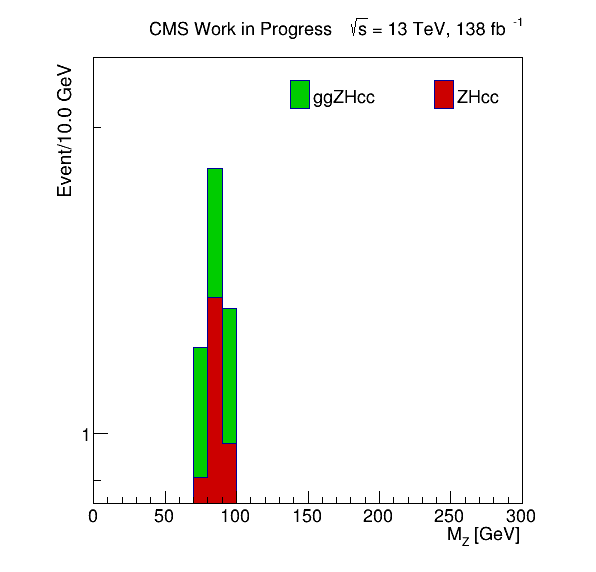 CMS Work in Progress √s = 13 TeV, 138 fb⁻¹
Event/10.0 GeV
ggZHcc ZHcc
1
0 50 100 150 200 250 300
M_Z [GeV]